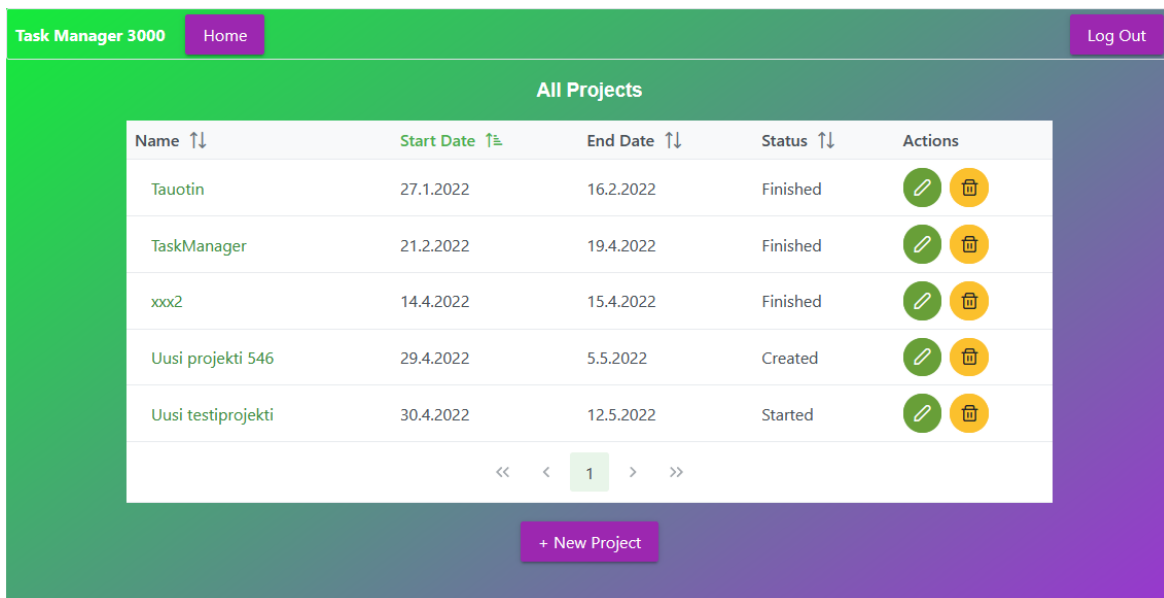 Task Manager 3000 Home Log Out
All Projects
Name Start Date End Date Status Actions
Tauotin 27.1.2022 16.2.2022 Finished
TaskManager 21.2.2022 19.4.2022 Finished
xxx2 14.4.2022 15.4.2022 Finished
Uusi projekti 546 29.4.2022 5.5.2022 Created
Uusi testiprojekti 30.4.2022 12.5.2022 Started
<< < 1 > >>
+ New Project